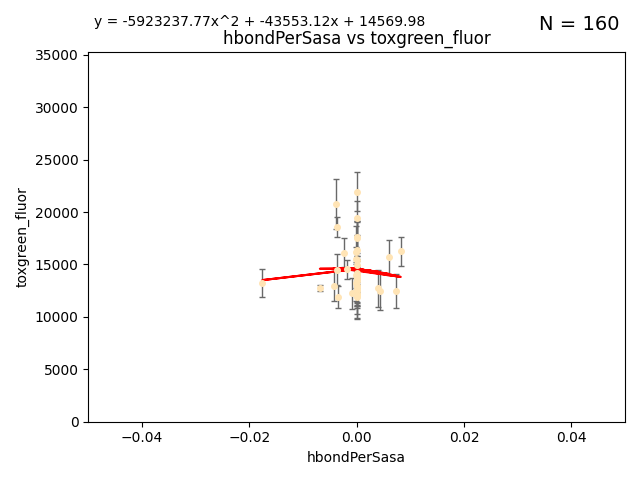 y = -5923237.77x^2 + -43553.12x + 14569.98
N = 160
hbondPerSasa vs toxgreen_fluor
35000
30000
25000
20000
15000
10000
5000
0
toxgreen_fluor
−0.04 −0.02 0.00 0.02 0.04
hbondPerSasa